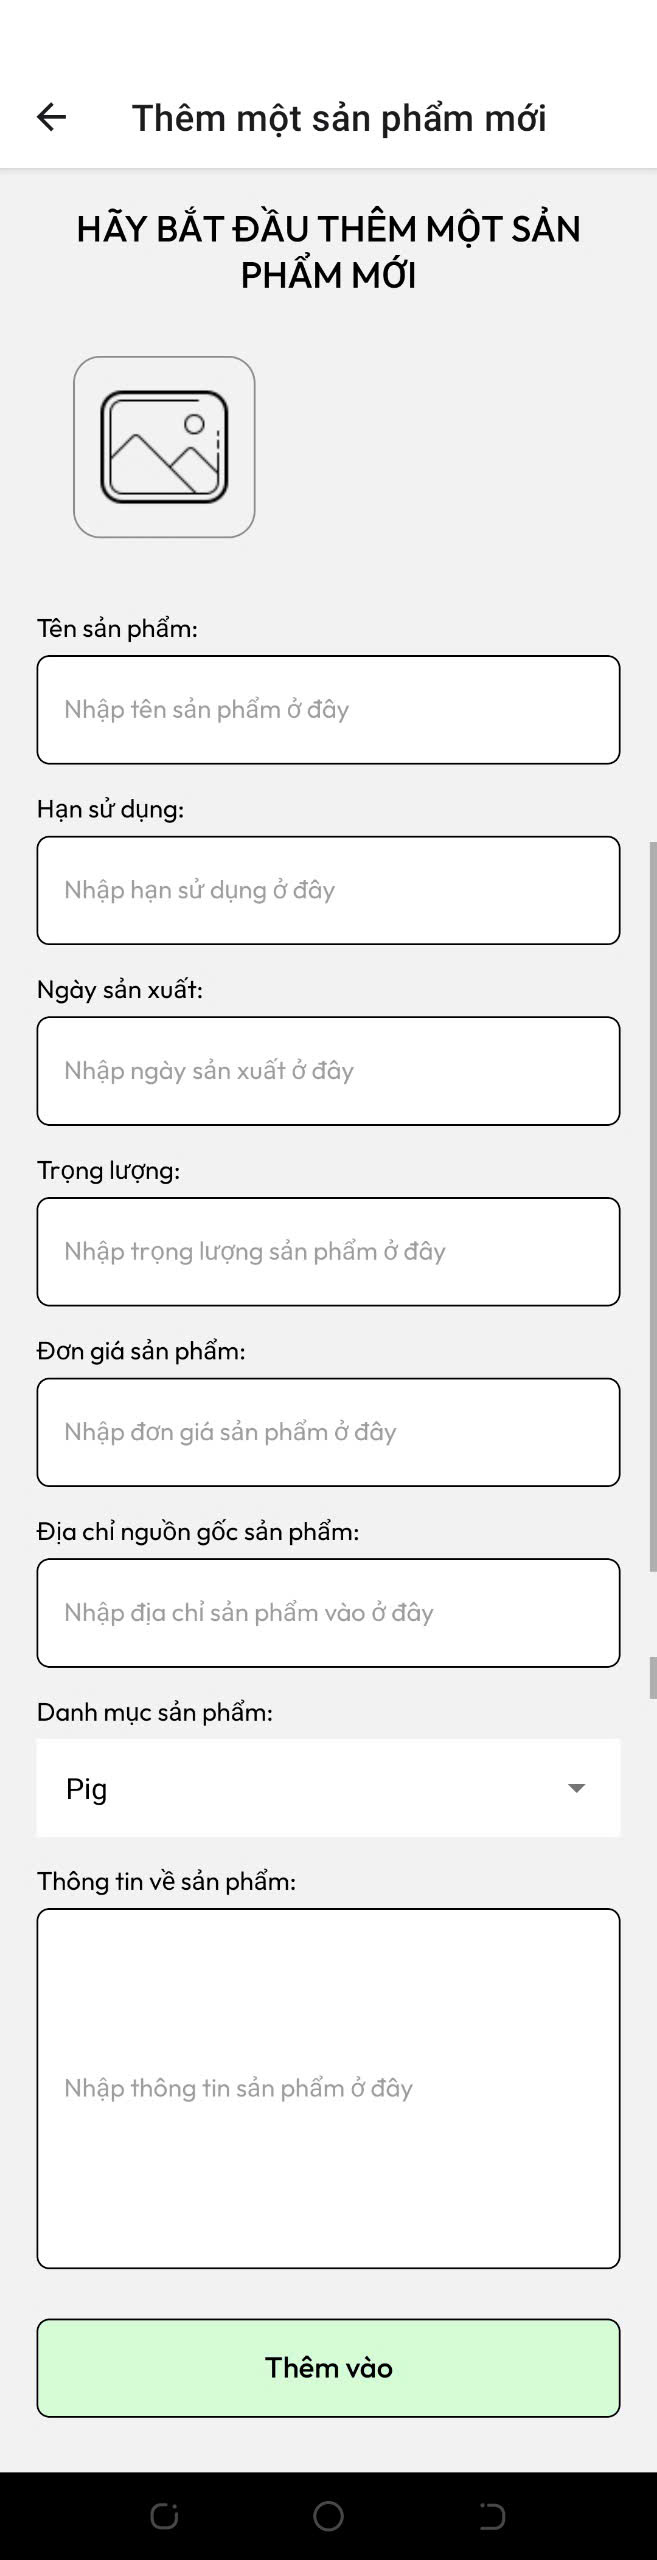 Thêm một sản phẩm mới
HÃY BẮT ĐẦU THÊM MỘT SẢN
PHẨM MỚI
Tên sản phẩm:
Nhập tên sản phẩm ở đây
Hạn sử dụng:
Nhập hạn sử dụng ở đây
Ngày sản xuất:
Nhập ngày sản xuất ở đây
Trọng lượng:
Nhập trọng lượng sản phẩm ở đây
Đơn giá sản phẩm:
Nhập đơn giá sản phẩm ở đây
Địa chỉ nguồn gốc sản phẩm:
Nhập địa chỉ sản phẩm vào ở đây
Danh mục sản phẩm:
Pig
Thông tin về sản phẩm:
Nhập thông tin sản phẩm ở đây
Thêm vào